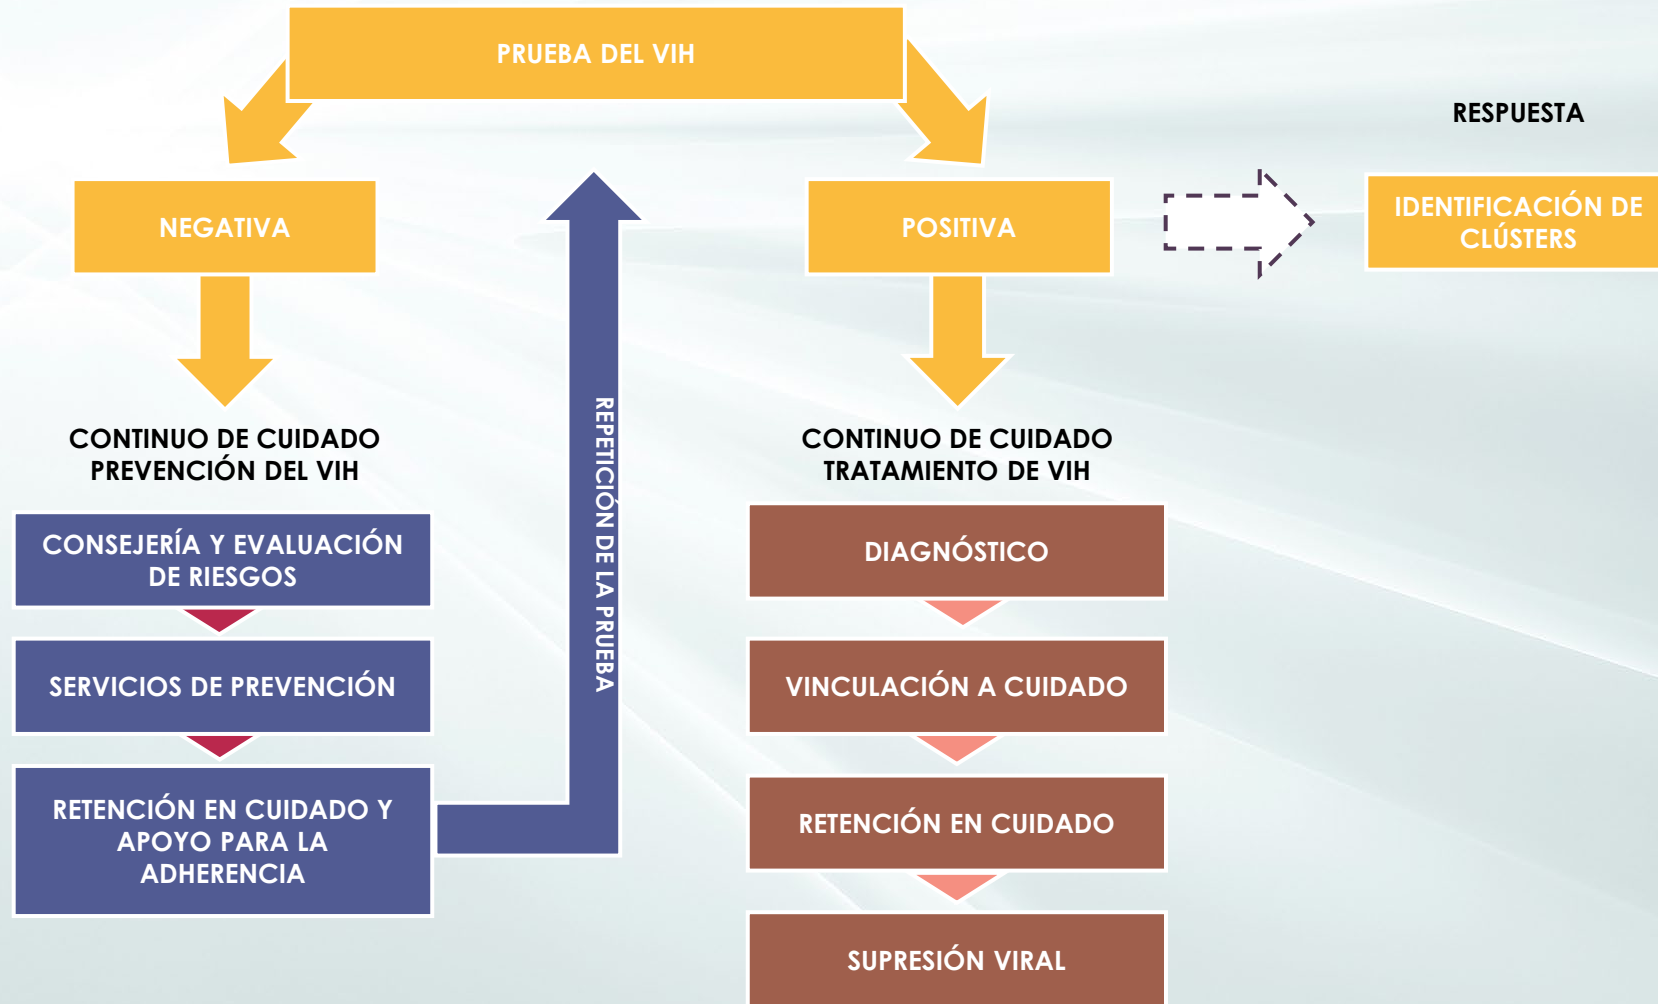 PRUEBA DEL VIH
RESPUESTA
NEGATIVA
POSITIVA
IDENTIFICACIÓN DE
CLÚSTERS
CONTINUO DE CUIDADO
PREVENCIÓN DEL VIH
CONSEJERÍA Y EVALUACIÓN
DE RIESGOS
SERVICIOS DE PREVENCIÓN
RETENCIÓN EN CUIDADO Y
APOYO PARA LA
ADHERENCIA
REPETICIÓN DE LA PRUEBA
CONTINUO DE CUIDADO
TRATAMIENTO DE VIH
DIAGNÓSTICO
VINCULACIÓN A CUIDADO
RETENCIÓN EN CUIDADO
SUPRESIÓN VIRAL